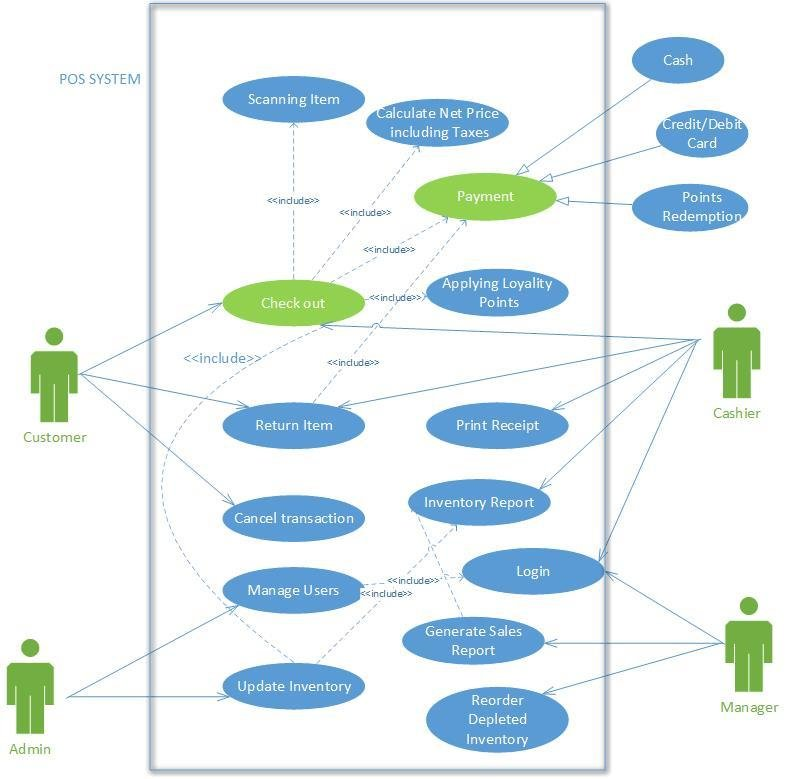 POS SYSTEM
Cash
Scanning Item
Calculate Net Price
including Taxes
Credit/Debit
Card
Payment
Points
Redemption
<<include>>
<<include>>
<<include>>
Applying Loyality
Points
<<include>>
Check out
<<include>>
<<include>>
Customer
Cashier
Return Item
Print Receipt
Inventory Report
Cancel transaction
Login
<<include>>
<<include>>
Manage Users
Generate Sales
Report
Update Inventory
Reorder
Depleted
Inventory
Manager
Admin